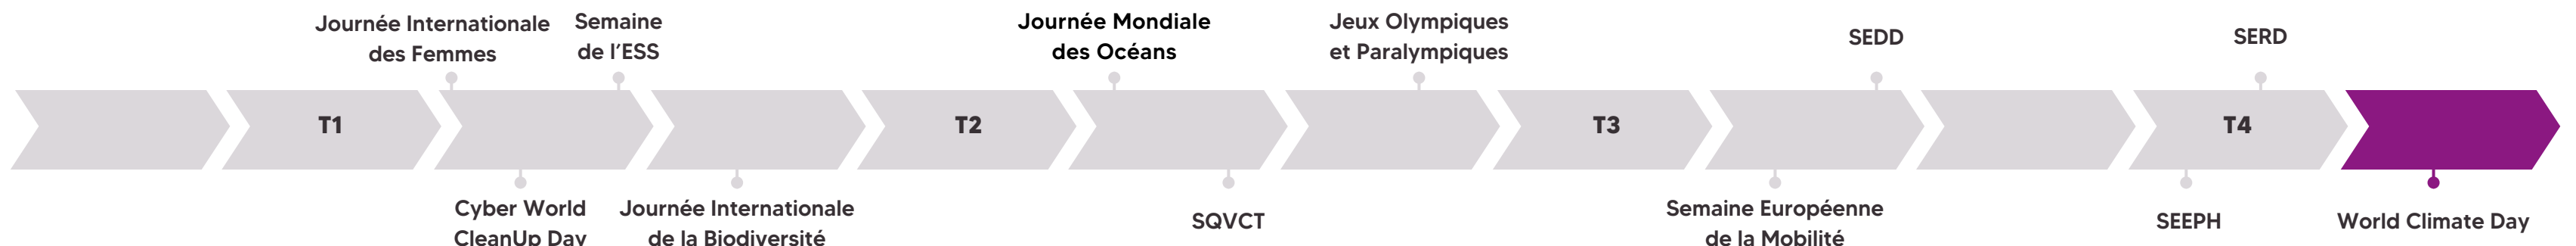 Journée Internationale
des Femmes
Semaine
de l'ESS
Journée Mondiale
des Océans
Jeux Olympiques
et Paralympiques
SEDD
SERD
T1
T2
T3
T4
Cyber World
CleanUp Day
Journée Internationale
de la Biodiversité
SQVCT
Semaine Européenne
de la Mobilité
SEEPH
World Climate Day